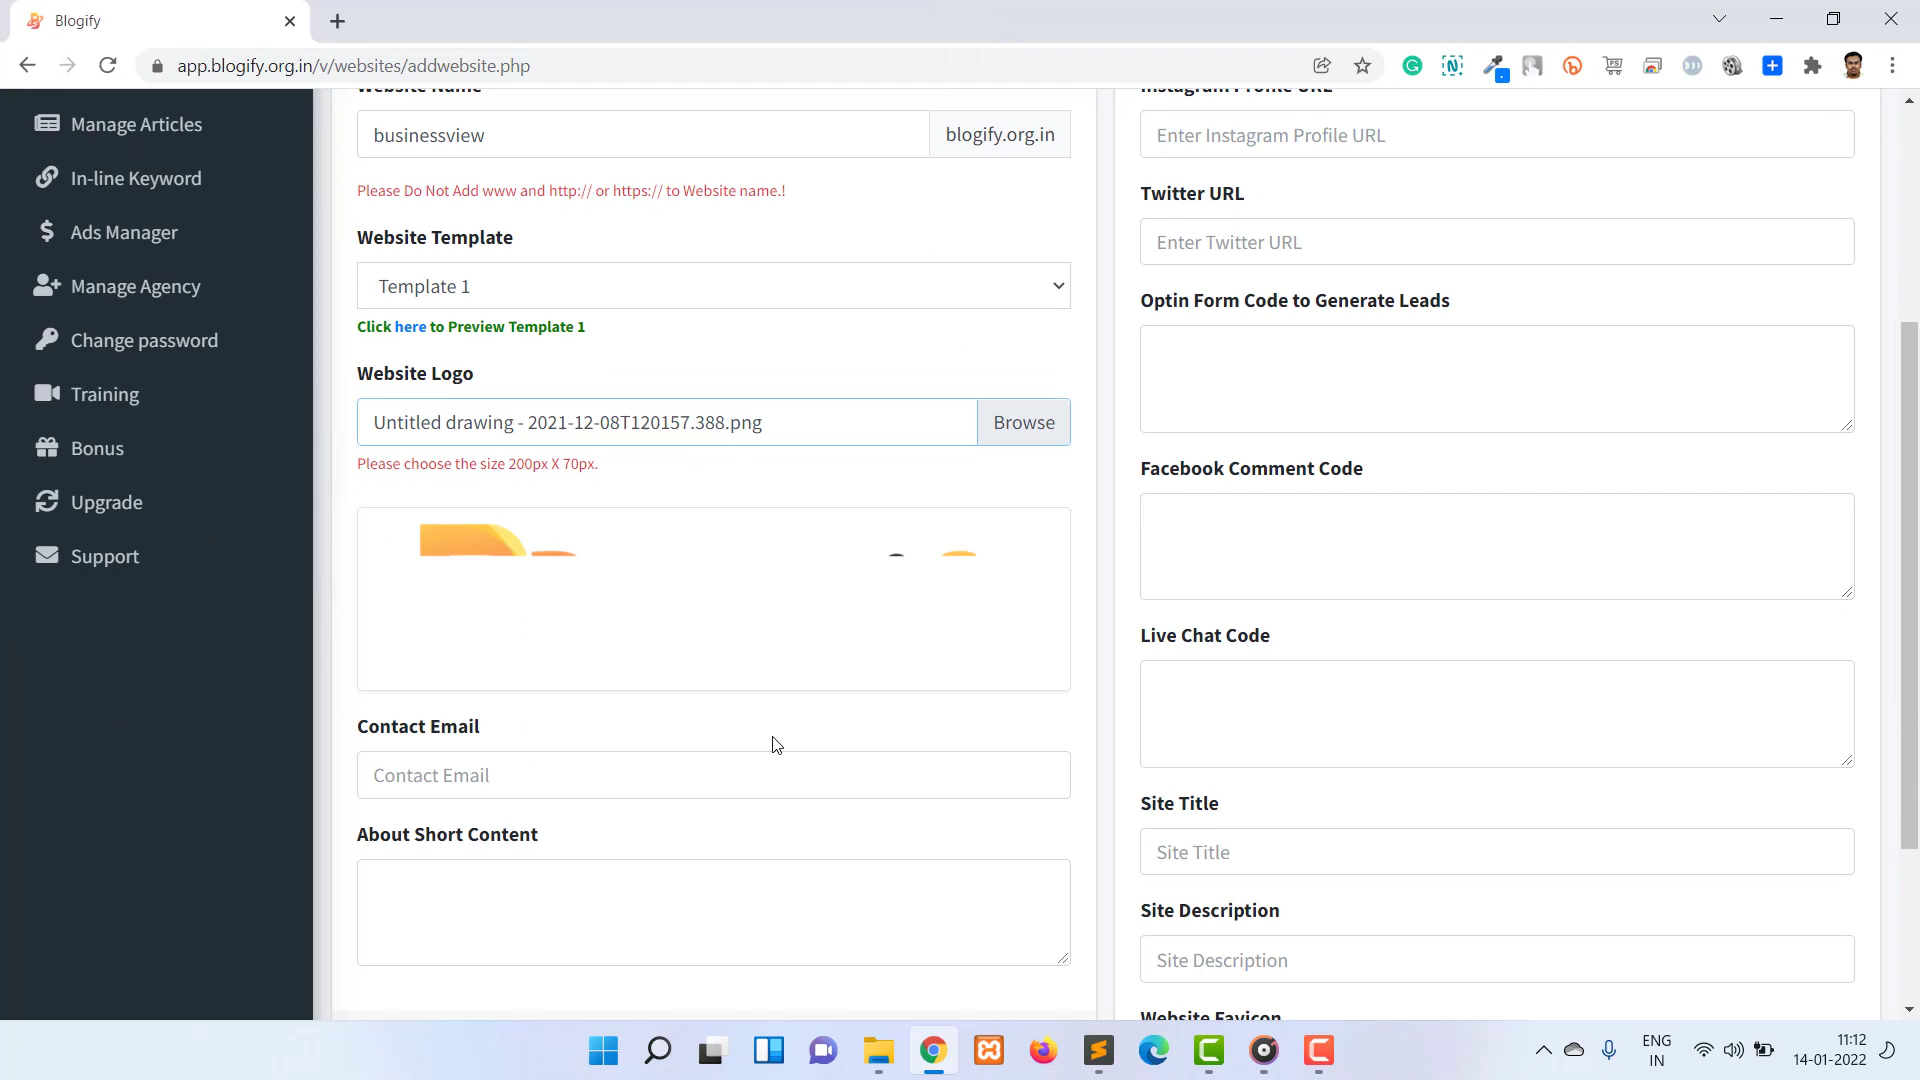 Blogify
app.blogify.org.in/v/websites/addwebsite.php
Manage Articles
In-line Keyword
Ads Manager
Manage Agency
Change password
Training
Bonus
Upgrade
Support
Website Name
businessview
blogify.org.in
Please Do Not Add www and http:// or https:// to Website name.!
Website Template
Template 1
Click here to Preview Template 1
Website Logo
Untitled drawing - 2021-12-08T120157.388.png
Browse
Please choose the size 200px X 70px.
Contact Email
Contact Email
About Short Content
Instagram Profile URL
Enter Instagram Profile URL
Twitter URL
Enter Twitter URL
Optin Form Code to Generate Leads
Facebook Comment Code
Live Chat Code
Site Title
Site Title
Site Description
Site Description
Website Favicon
ENG
IN
11:12
14-01-2022